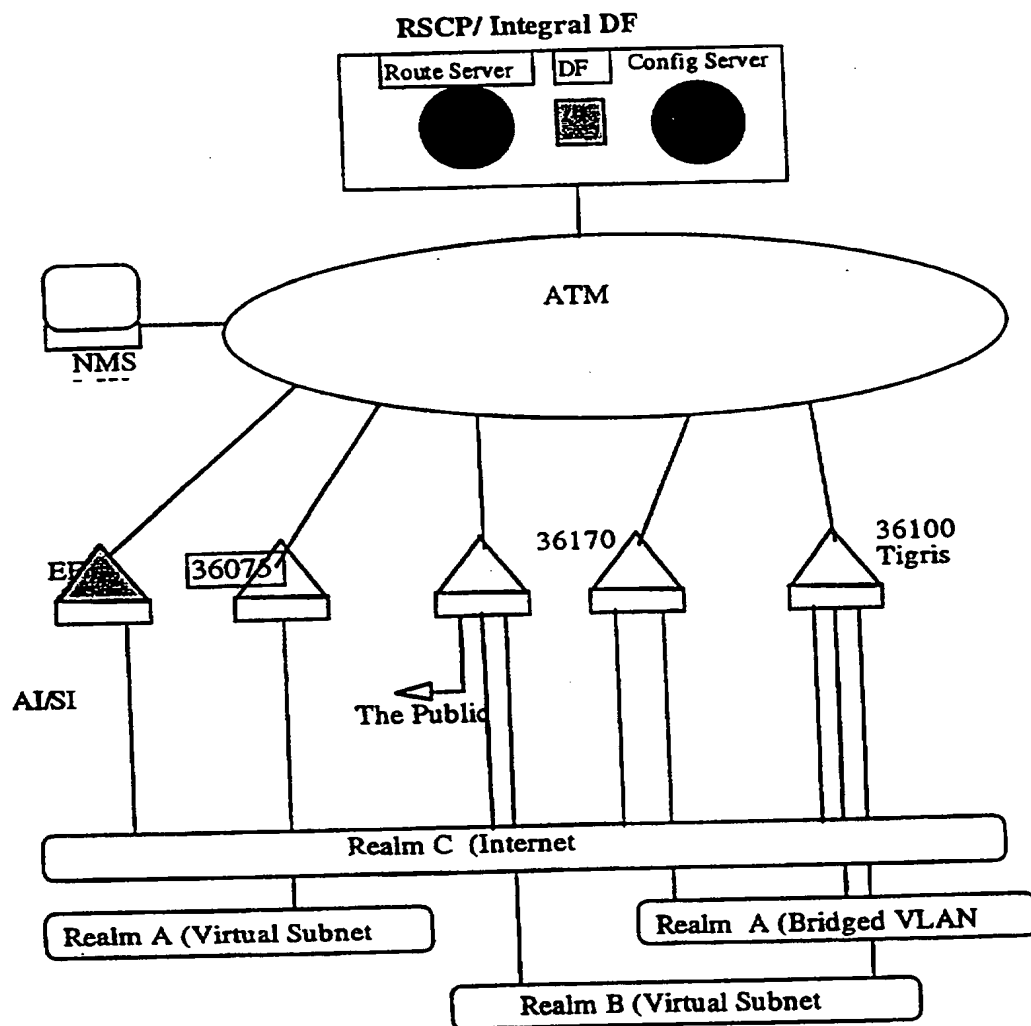 RSCP/ Integral DF
Route Server
DF
Config Server
ATM
NMS
36075
36170
36100
Tigris
AI/SI
The Public
Realm C (Internet
Realm A (Virtual Subnet
Realm A (Bridged VLAN
Realm B (Virtual Subnet